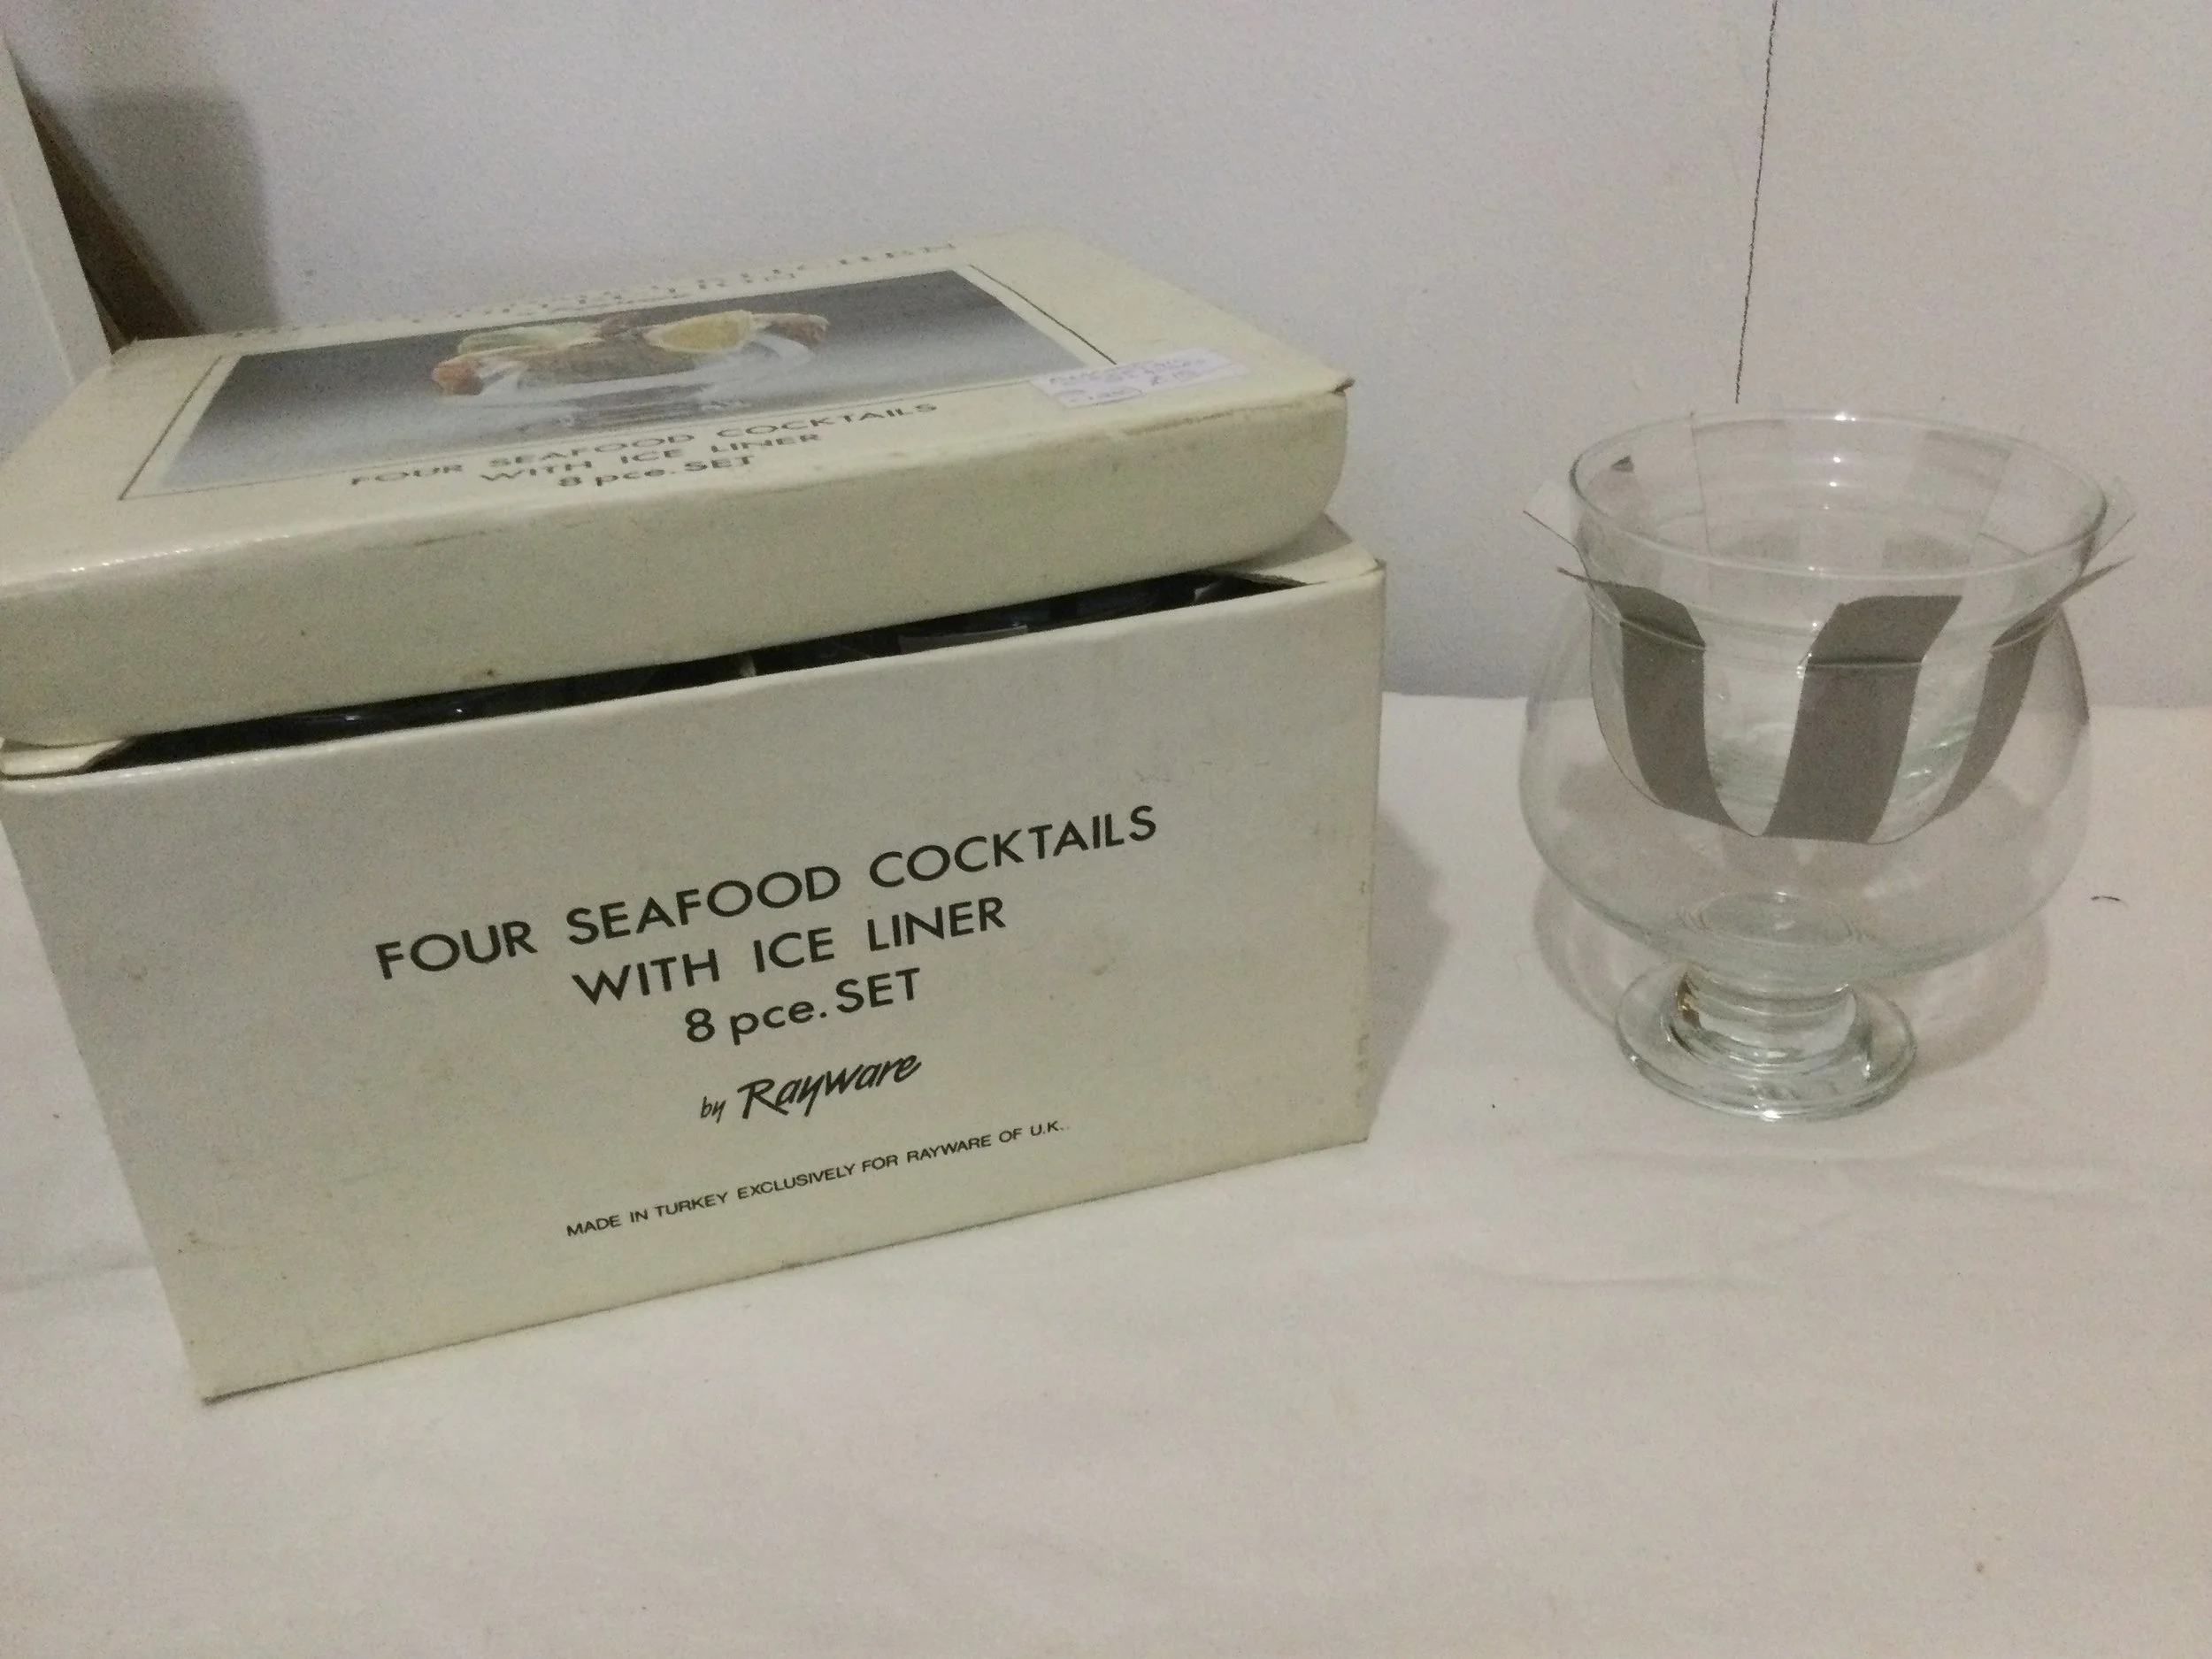 FOUR SEAFOOD COCKTAILS
WITH ICE LINER
8 pce. SET
FOUR SEAFOOD COCKTAILS
WITH ICE LINER
8 pce. SET
by Rayware
MADE IN TURKEY EXCLUSIVELY FOR RAYWARE OF U.K.